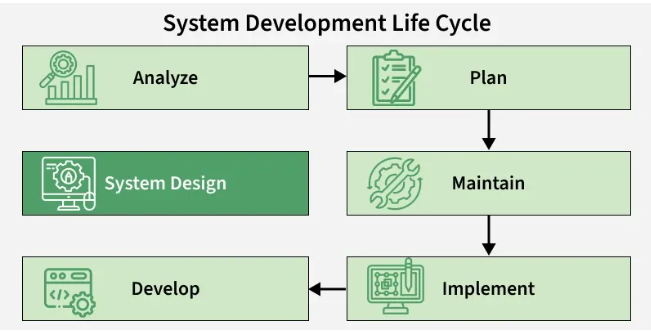 System Development Life Cycle
Analyze
Plan
System Design
Maintain
Develop
Implement